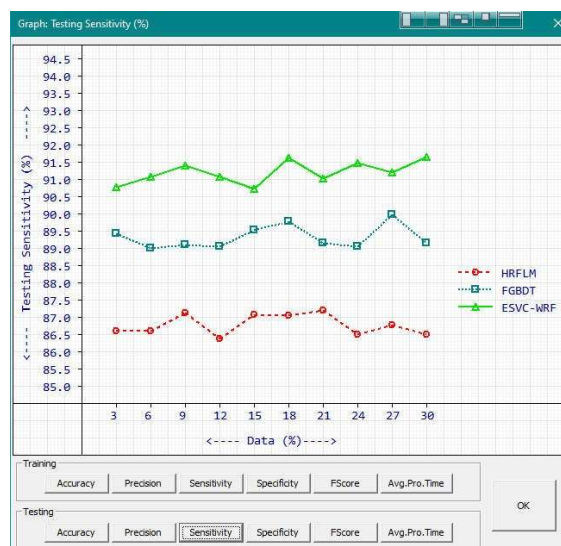 Graph: Testing Sensitivity (%)
94.5
94.0
93.5
93.0
92.5
92.0
91.5
91.0
90.5
90.0
89.5
89.0
88.5
88.0
87.5
87.0
86.5
86.0
85.5
85.0
<---- Testing Sensitivity (%) ---->
HRFLM
FGBDT
ESVC-WRF
3 6 9 12 15 18 21 24 27 30
<---- Data (%)---->
Training
Accuracy Precision Sensitivity Specificity FScore Avg.Pro.Time
OK
Testing
Accuracy Precision Sensitivity Specificity FScore Avg.Pro.Time